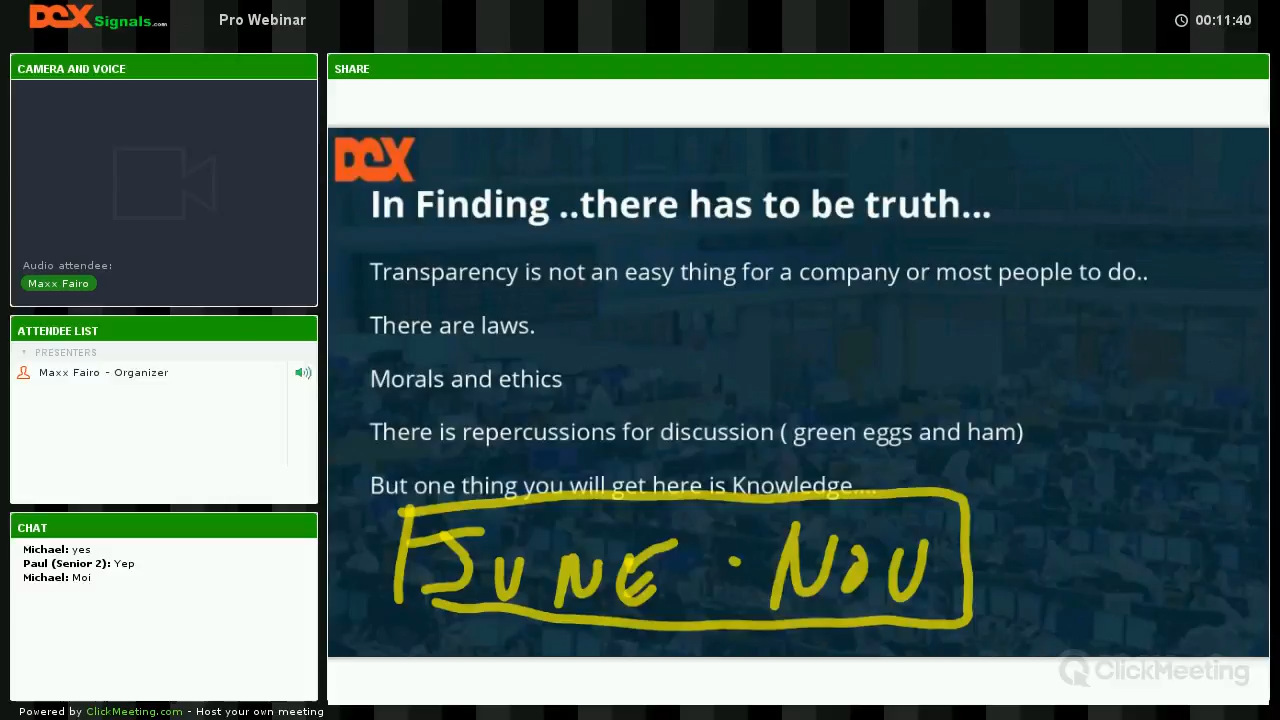 DEX Signals.com
Pro Webinar
00:11:40
CAMERA AND VOICE
Audio attendee:
Maxx Fairo
ATTENDEE LIST
PRESENTERS
Maxx Fairo - Organizer
CHAT
Michael: yes
Paul (Senior 2): Yep
Michael: Moi
SHARE
DEX
In Finding ..there has to be truth...
Transparency is not an easy thing for a company or most people to do..
There are laws.
Morals and ethics
There is repercussions for discussion ( green eggs and ham)
But one thing you will get here is Knowledge....
JUNE · NOV
ClickMeeting
Powered by ClickMeeting.com - Host your own meeting